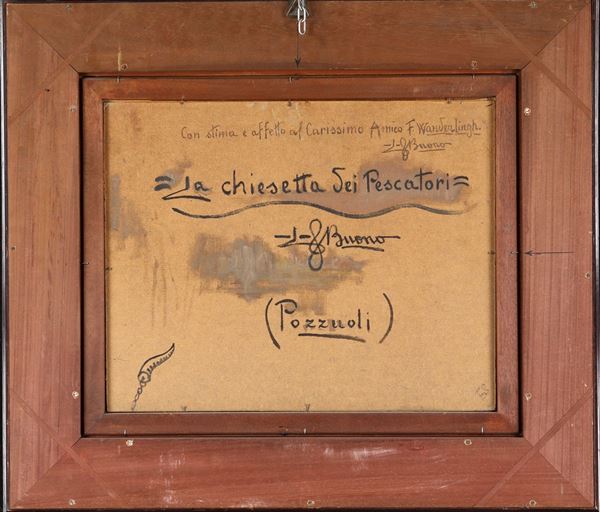 Con stima e affetto al Carissimo Amico F. Wanderlingh.
Buono
= La chiesetta dei Pescatori =
Buono
(Pozzuoli)